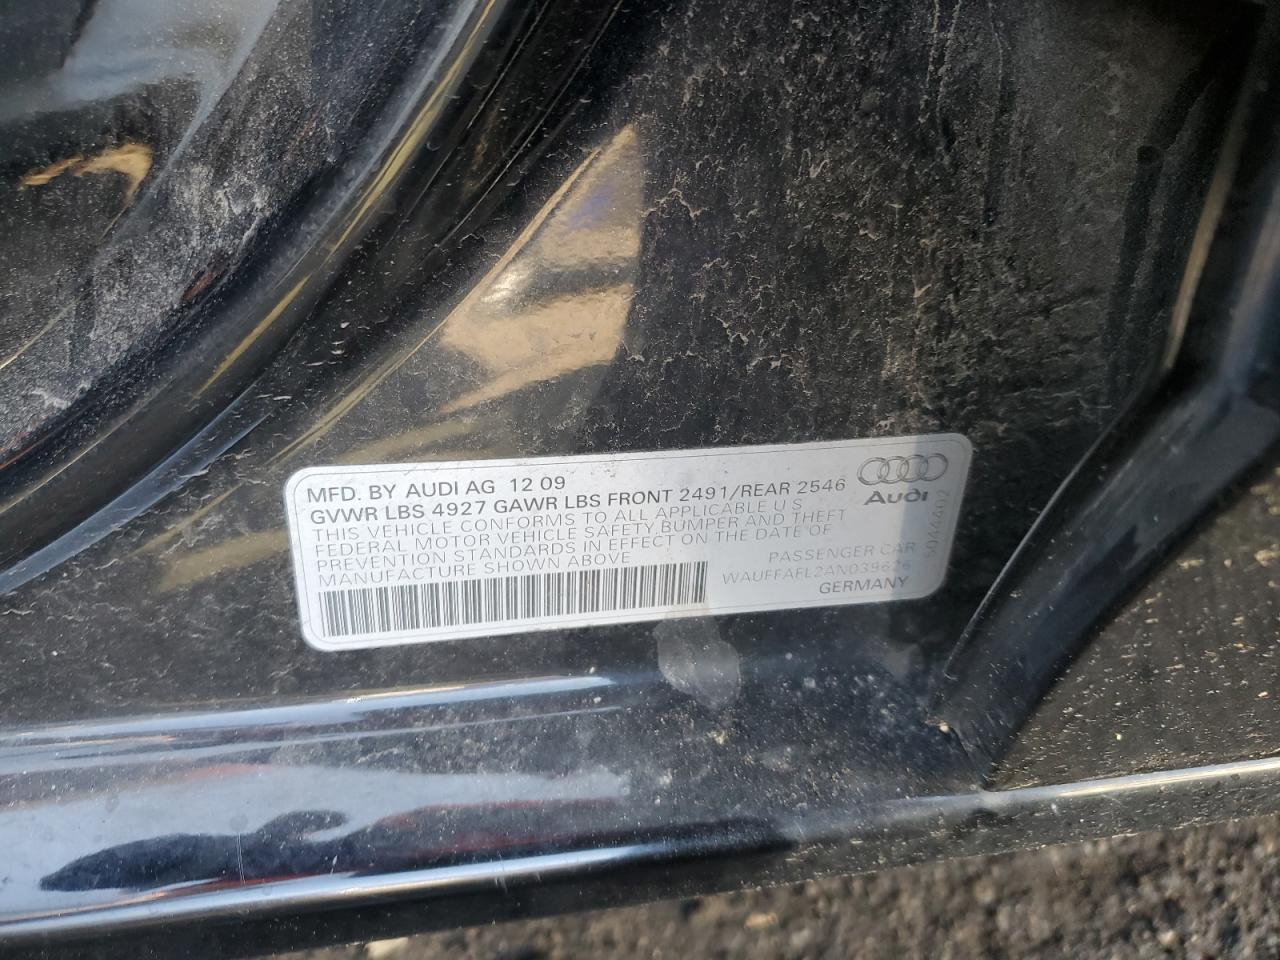 MFD. BY AUDI AG 12 09
GVWR LBS 4927 GAWR LBS FRONT 2491/REAR 2546
THIS VEHICLE CONFORMS TO ALL APPLICABLE U S
FEDERAL MOTOR VEHICLE SAFETY,BUMPER AND THEFT
PREVENTION STANDARDS IN EFFECT ON THE DATE OF
MANUFACTURE SHOWN ABOVE
PASSENGER CAR
WAUFFAFL2AN039626
GERMANY
Audi
5044402